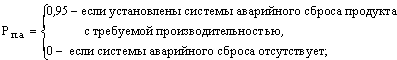 0,95 – если установлены системы аварийного сброса продукта
Р п.а = с требуемой производительностью,
0 – если системы аварийного сброса отсутствует;